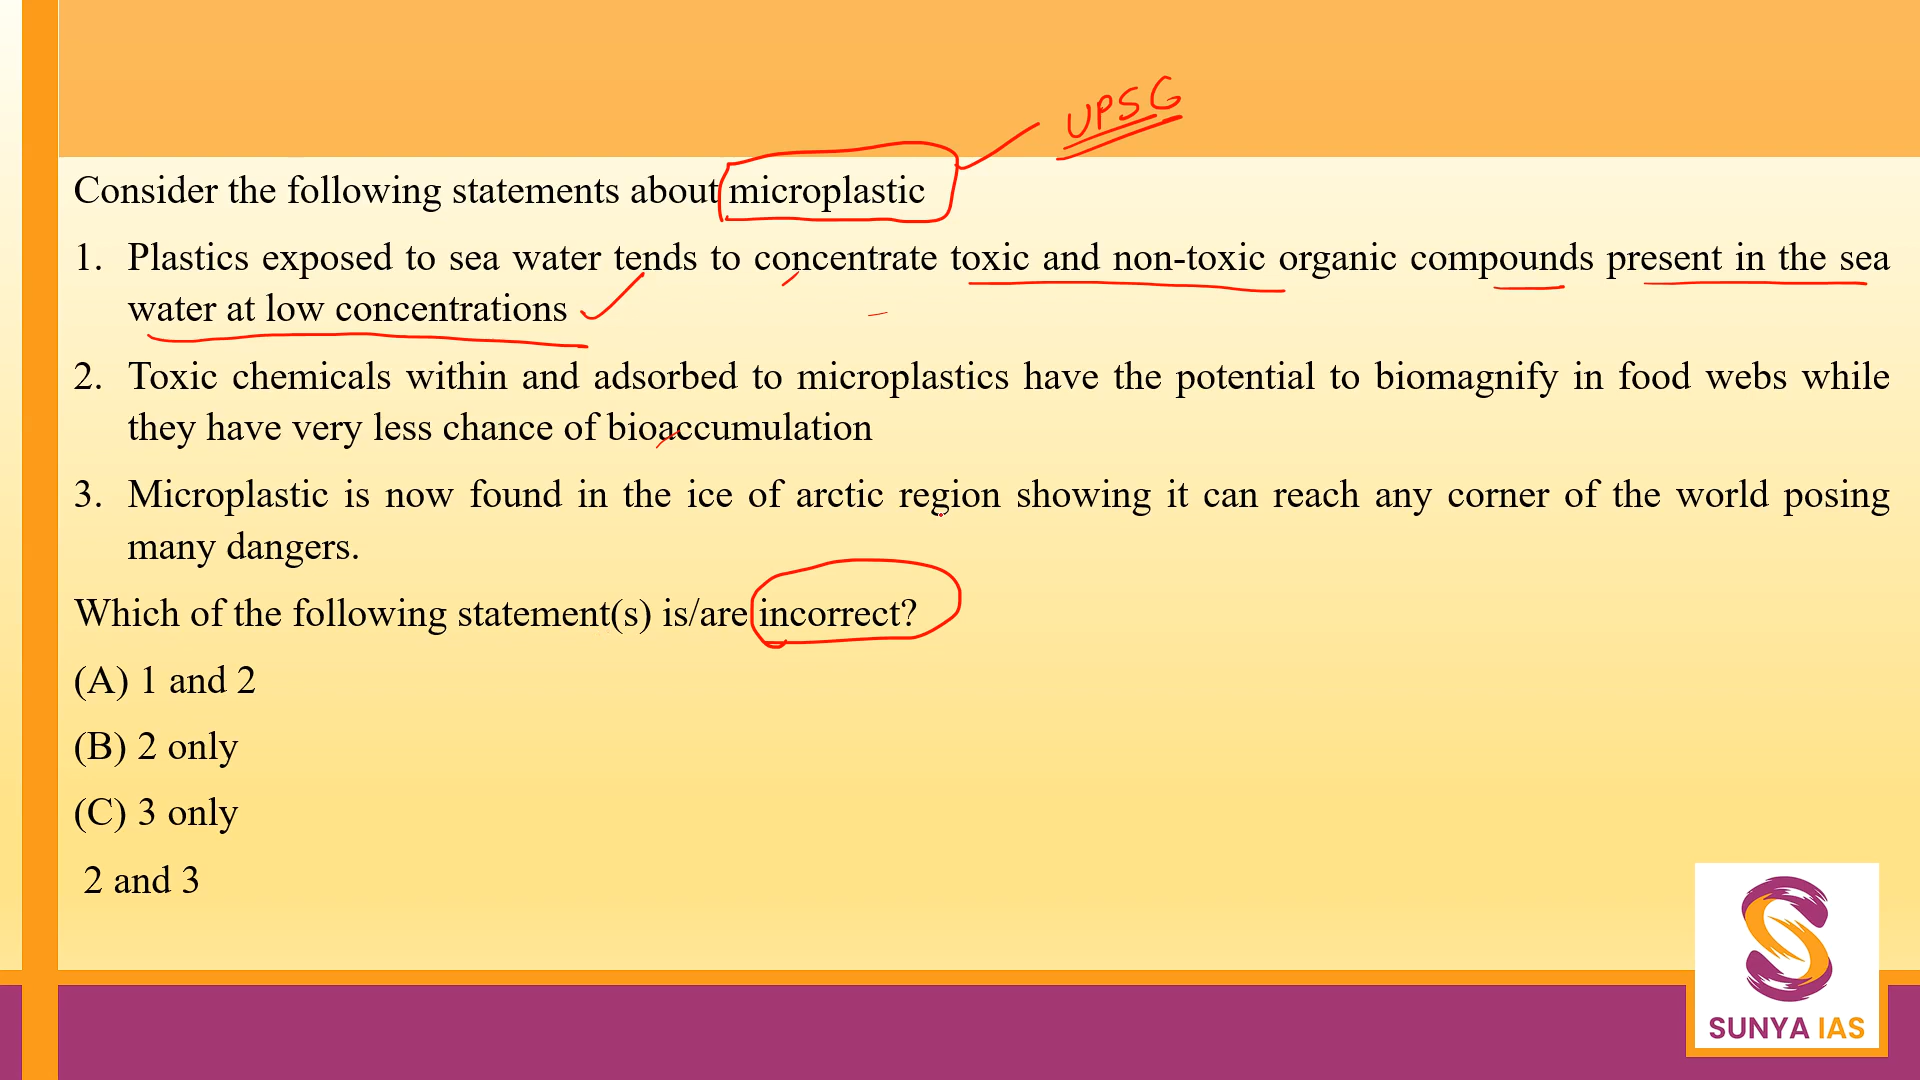 UPSC
Consider the following statements about microplastic
1. Plastics exposed to sea water tends to concentrate toxic and non-toxic organic compounds present in the sea
water at low concentrations
2. Toxic chemicals within and adsorbed to microplastics have the potential to biomagnify in food webs while
they have very less chance of bioaccumulation
3. Microplastic is now found in the ice of arctic region showing it can reach any corner of the world posing
many dangers.
Which of the following statement(s) is/are incorrect?
(A) 1 and 2
(B) 2 only
(C) 3 only
2 and 3
SUNYA IAS